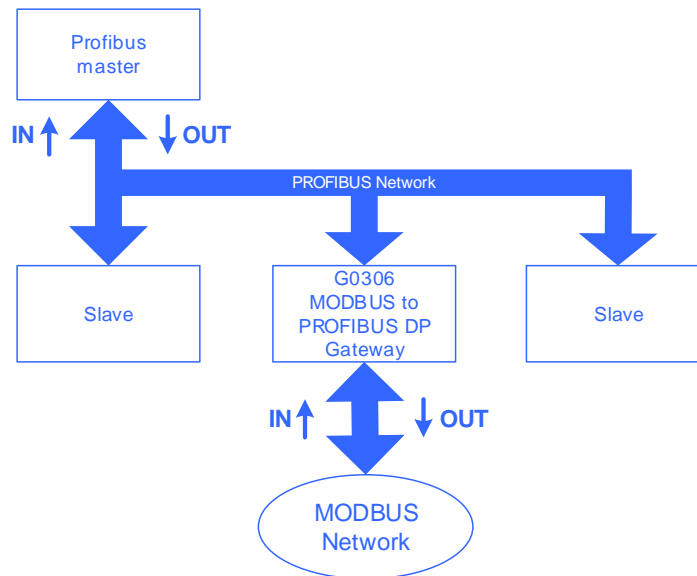 Profibus
master
IN
OUT
PROFIBUS Network
Slave
G0306
MODBUS to
PROFIBUS DP
Gateway
Slave
IN
OUT
MODBUS
Network